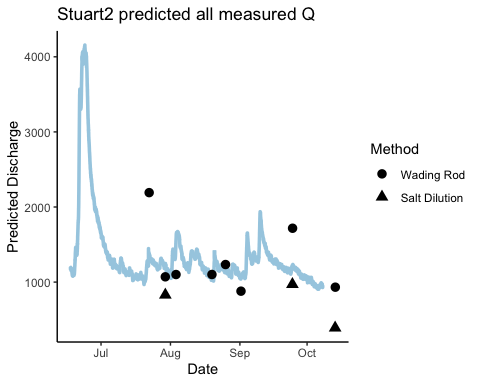 Stuart2 predicted all measured Q
Predicted Discharge
4000
3000
2000
1000
Jul
Aug
Sep
Oct
Date
Method
Wading Rod
Salt Dilution